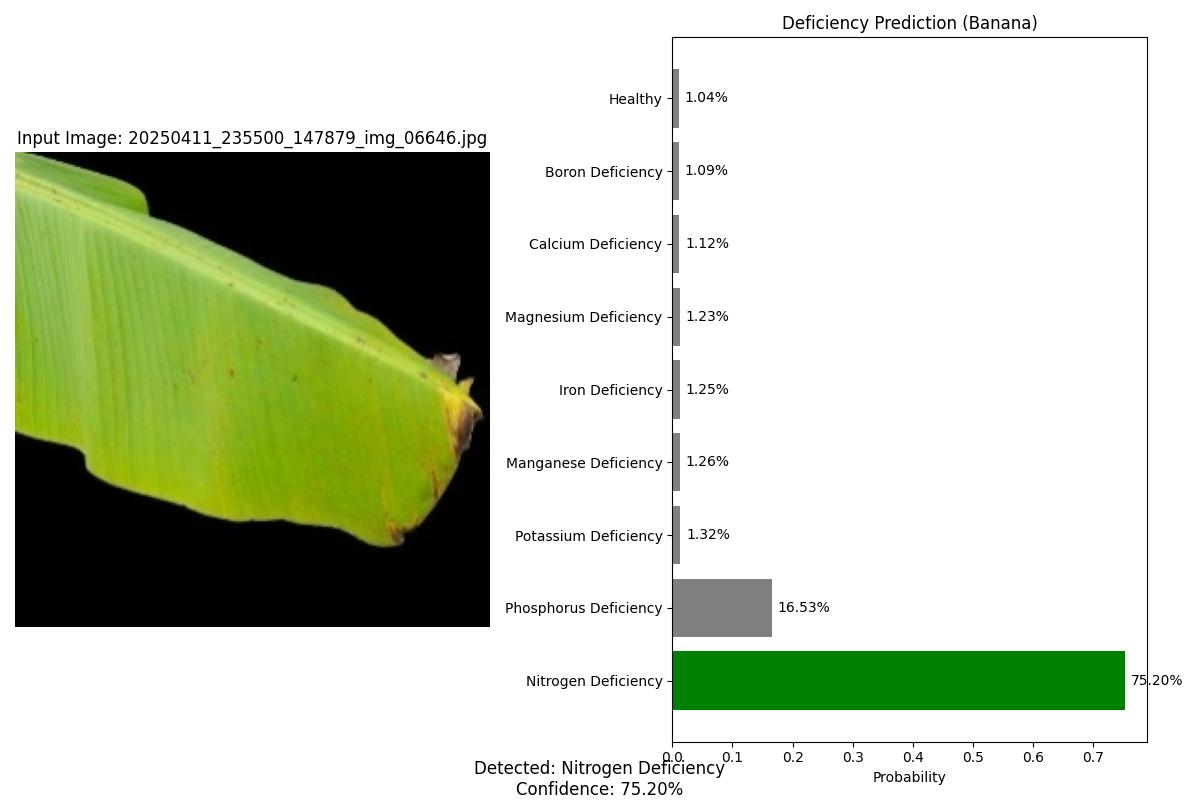 Deficiency Prediction (Banana)
Input Image: 20250411_235500_147879_img_06646.jpg
Healthy 1.04%
Boron Deficiency 1.09%
Calcium Deficiency 1.12%
Magnesium Deficiency 1.23%
Iron Deficiency 1.25%
Manganese Deficiency 1.26%
Potassium Deficiency 1.32%
Phosphorus Deficiency 16.53%
Nitrogen Deficiency 75.20%
0.0 0.1 0.2 0.3 0.4 0.5 0.6 0.7
Probability
Detected: Nitrogen Deficiency
Confidence: 75.20%